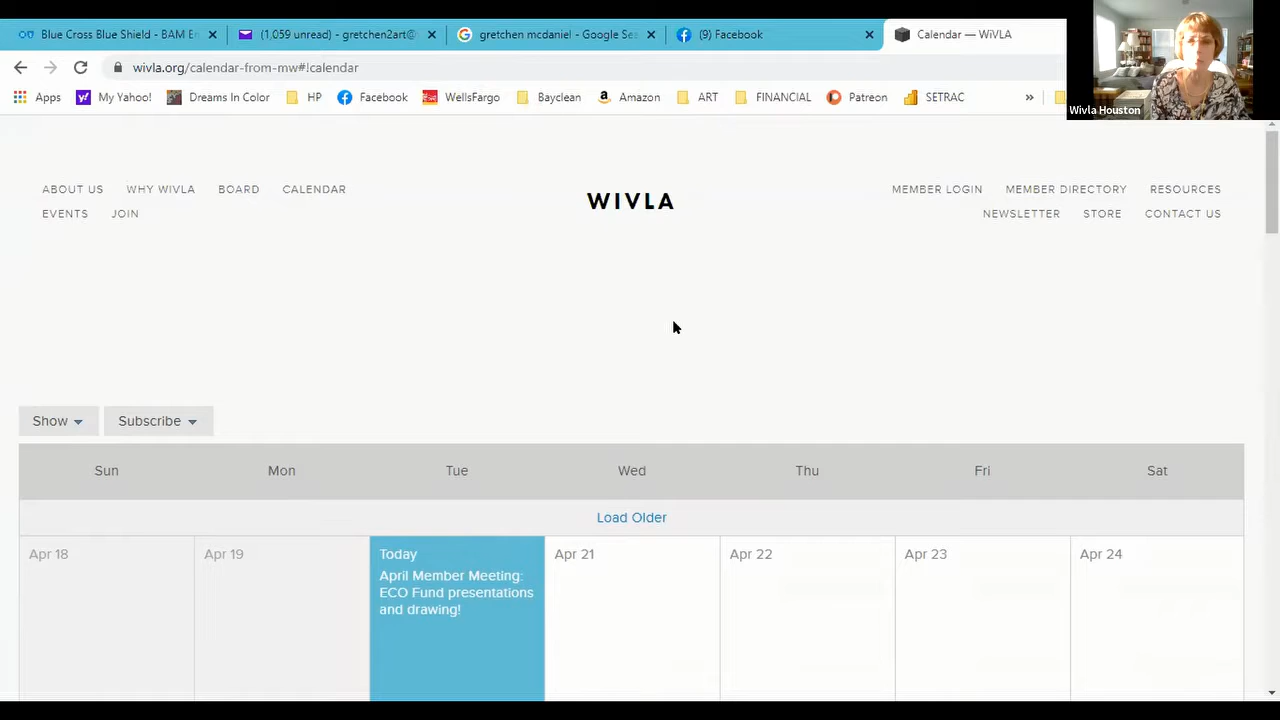 Blue Cross Blue Shield - BAM E
(1,059 unread) - gretchen2art@
gretchen mcdaniel - Google Sea
(9) Facebook
Calendar — WiVLA
wivla.org/calendar-from-mw#!calendar
Apps
My Yahoo!
Dreams In Color
HP
Facebook
WellsFargo
Baxclean
Amazon
ART
FINANCIAL
Patreon
SETRAC
»
Wivla Houston
ABOUT US WHY WIVLA BOARD CALENDAR
EVENTS JOIN
WIVLA
MEMBER LOGIN MEMBER DIRECTORY RESOURCES
NEWSLETTER STORE CONTACT US
Show
Subscribe
Sun Mon Tue Wed Thu Fri Sat
Load Older
Apr 18
Apr 19
Today
April Member Meeting:
ECO Fund presentations
and drawing!
Apr 21
Apr 22
Apr 23
Apr 24